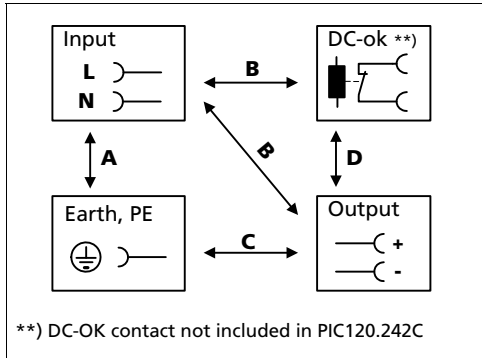 Input
L
N
DC-ok **)
B
A
B
D
Earth, PE
C
Output
+
-
**) DC-OK contact not included in PIC120.242C